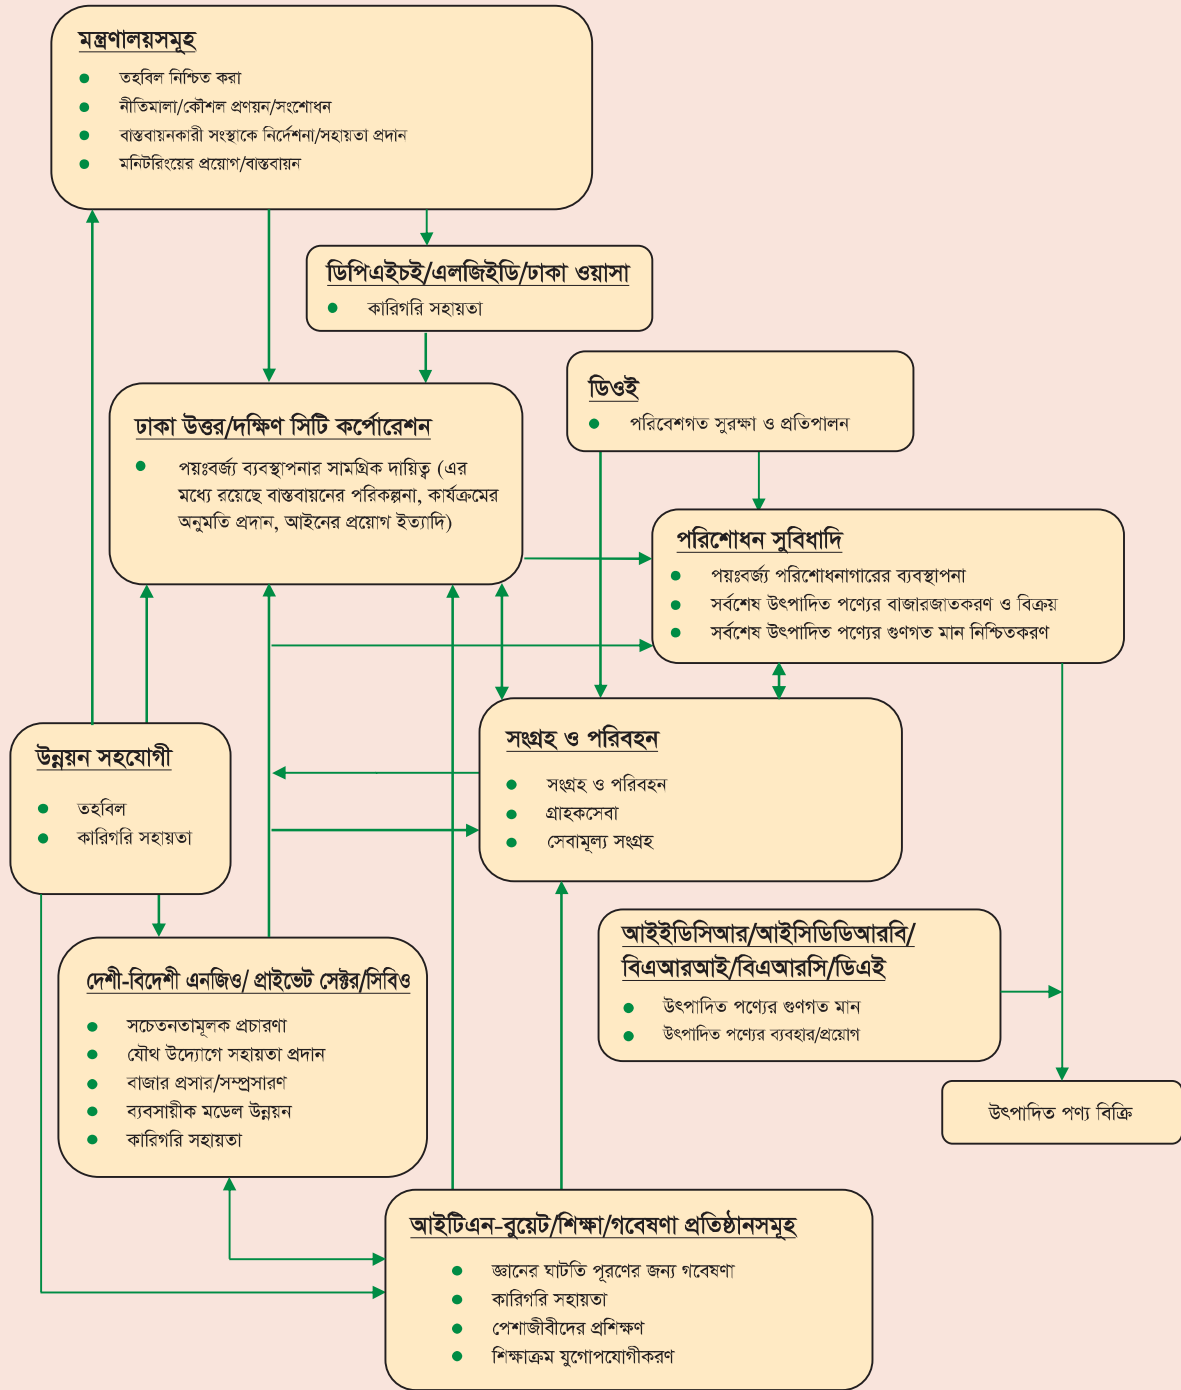 মন্ত্রণালয়সমূহ
তহবিল নিশ্চিত করা
নীতিমালা/কৌশল প্রণয়ন/সংশোধন
বাস্তবায়নকারী সংস্থাকে নির্দেশনা/সহায়তা প্রদান
মনিটরিংয়ের প্রয়োগ/বাস্তবায়ন
ডিপিএইচই/এলজিইডি/ঢাকা ওয়াসা
কারিগরি সহায়তা
ডিওই
পরিবেশগত সুরক্ষা ও প্রতিপালন
ঢাকা উত্তর/দক্ষিণ সিটি কর্পোরেশন
পয়ঃবর্জ্য ব্যবস্থাপনার সামগ্রিক দায়িত্ব (এর
মধ্যে রয়েছে বাস্তবায়নের পরিকল্পনা, কার্যক্রমের
অনুমতি প্রদান, আইনের প্রয়োগ ইত্যাদি)
পরিশোধন সুবিধাদি
পয়ঃবর্জ্য পরিশোধনাগারের ব্যবস্থাপনা
সর্বশেষ উৎপাদিত পণ্যের বাজারজাতকরণ ও বিক্রয়
সর্বশেষ উৎপাদিত পণ্যের গুণগত মান নিশ্চিতকরণ
উন্নয়ন সহযোগী
তহবিল
কারিগরি সহায়তা
সংগ্রহ ও পরিবহন
সংগ্রহ ও পরিবহন
গ্রাহকসেবা
সেবামূল্য সংগ্রহ
আইইডিসিআর/আইসিডিডিআরবি/
বিএআরআই/বিএআরসি/ডিএই
উৎপাদিত পণ্যের গুণগত মান
উৎপাদিত পণ্যের ব্যবহার/প্রয়োগ
দেশী-বিদেশী এনজিও/ প্রাইভেট সেক্টর/সিবিও
সচেতনতামূলক প্রচারণা
যৌথ উদ্যোগে সহায়তা প্রদান
বাজার প্রসার/সম্প্রসারণ
ব্যবসায়ীক মডেল উন্নয়ন
কারিগরি সহায়তা
উৎপাদিত পণ্য বিক্রি
আইটিএন-বুয়েট/শিক্ষা/গবেষণা প্রতিষ্ঠানসমূহ
জ্ঞানের ঘাটতি পূরণের জন্য গবেষণা
কারিগরি সহায়তা
পেশাজীবীদের প্রশিক্ষণ
শিক্ষাক্রম যুগোপযোগীকরণ